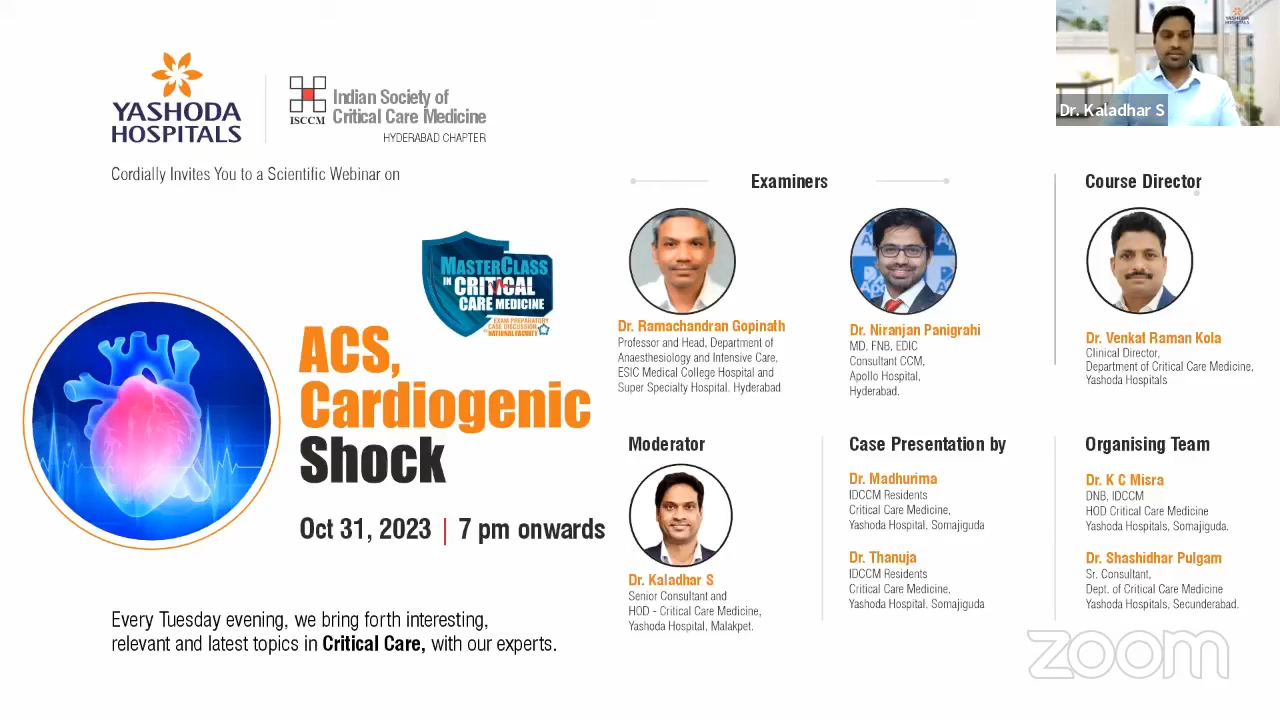 YASHODA
HOSPITALS
ISCCM
Indian Society of
Critical Care Medicine
HYDERABAD CHAPTER
Cordially Invites You to a Scientific Webinar on
MASTERCLASS
IN CRITICAL
CARE MEDICINE
EXAM PREPARATORY
CASE DISCUSSION
NATIONAL FACULTY
ACS,
Cardiogenic
Shock
Oct 31, 2023 | 7 pm onwards
Every Tuesday evening, we bring forth interesting,
relevant and latest topics in Critical Care, with our experts.
Examiners
Dr. Ramachandran Gopinath
Professor and Head, Department of
Anaesthesiology and Intensive Care,
ESIC Medical College Hospital and
Super Specialty Hospital. Hyderabad
Dr. Niranjan Panigrahi
MD, FNB, EDIC
Consultant CCM,
Apollo Hospital,
Hyderabad.
Course Director
Dr. Venkat Raman Kola
Clinical Director,
Department of Critical Care Medicine,
Yashoda Hospitals
Moderator
Dr. Kaladhar S
Senior Consultant and
HOD - Critical Care Medicine,
Yashoda Hospital, Malakpet.
Case Presentation by
Dr. Madhurima
IDCCM Residents
Critical Care Medicine,
Yashoda Hospital, Somajiguda
Dr. Thanuja
IDCCM Residents
Critical Care Medicine,
Yashoda Hospital. Somajiguda
Organising Team
Dr. K C Misra
DNB, IDCCM
HOD Critical Care Medicine
Yashoda Hospitals, Somajiguda.
Dr. Shashidhar Pulgam
Sr. Consultant,
Dept. of Critical Care Medicine
Yashoda Hospitals, Secunderabad.
YASHODA
HOSPITALS
Dr. Kaladhar S
zoom